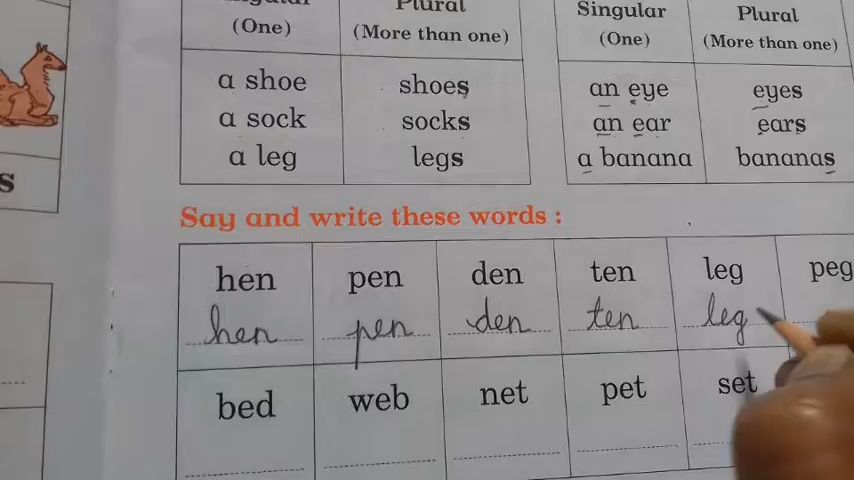 Plural
Singular
Plural
(One)
(More than one)
(One)
(More than one)
a shoe
shoes
an eye
eyes
a sock
socks
an ear
ears
a leg
legs
a banana
bananas
s
Say and write these words :
hen pen den ten leg peg
hen pen den ten leg
bed web net pet set